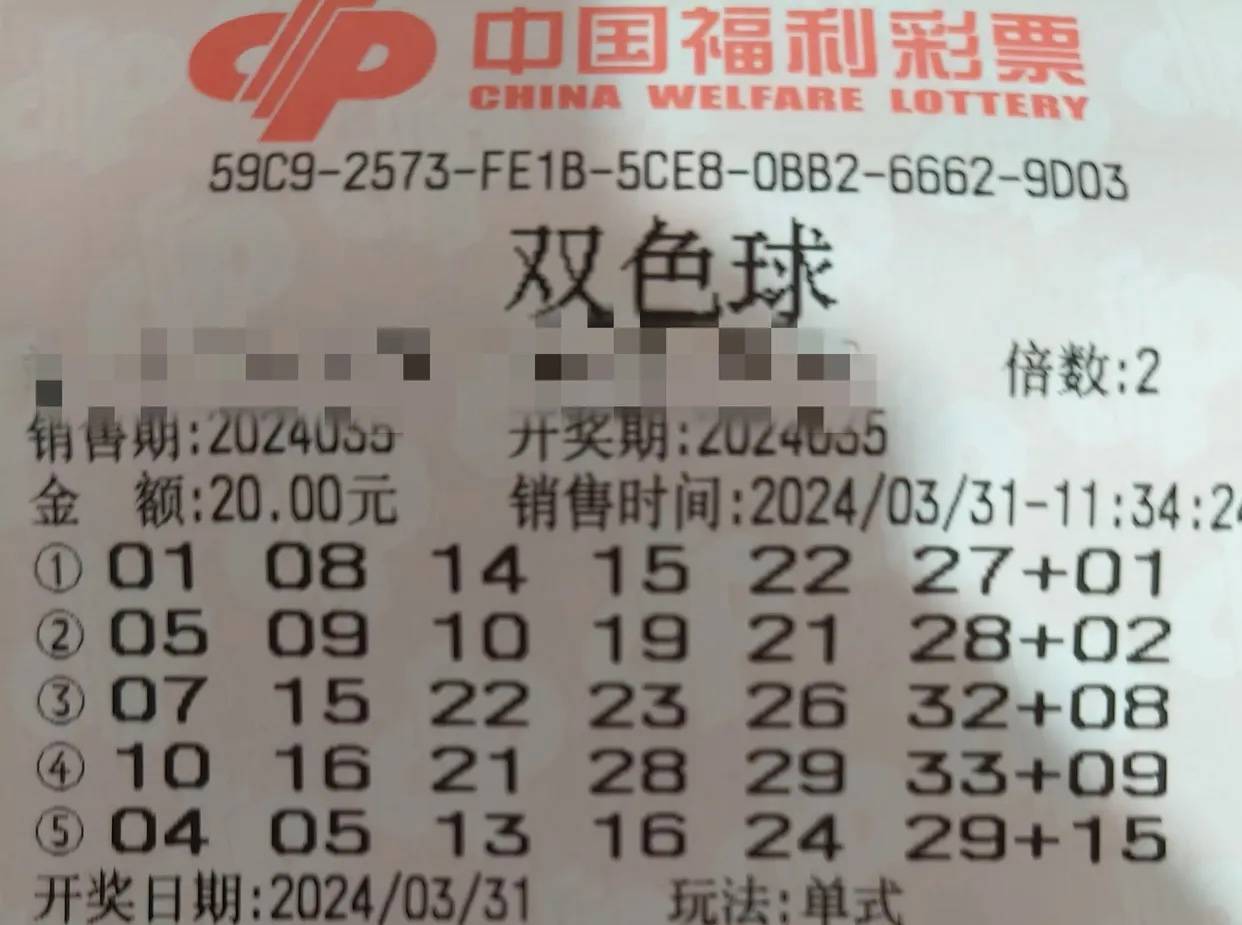 中国福利彩票
CHINA WELFARE LOTTERY
59C9-2573-FE1B-5CE8-0BB2-6662-9D03
双色球
倍数:2
销售期:2024035 开奖期:2024035
金 额:20.00元 销售时间:2024/03/31-11:34:24
① 01 08 14 15 22 27+01
② 05 09 10 19 21 28+02
③ 07 15 22 23 26 32+08
④ 10 16 21 28 29 33+09
⑤ 04 05 13 16 24 29+15
开奖日期:2024/03/31 玩法:单式